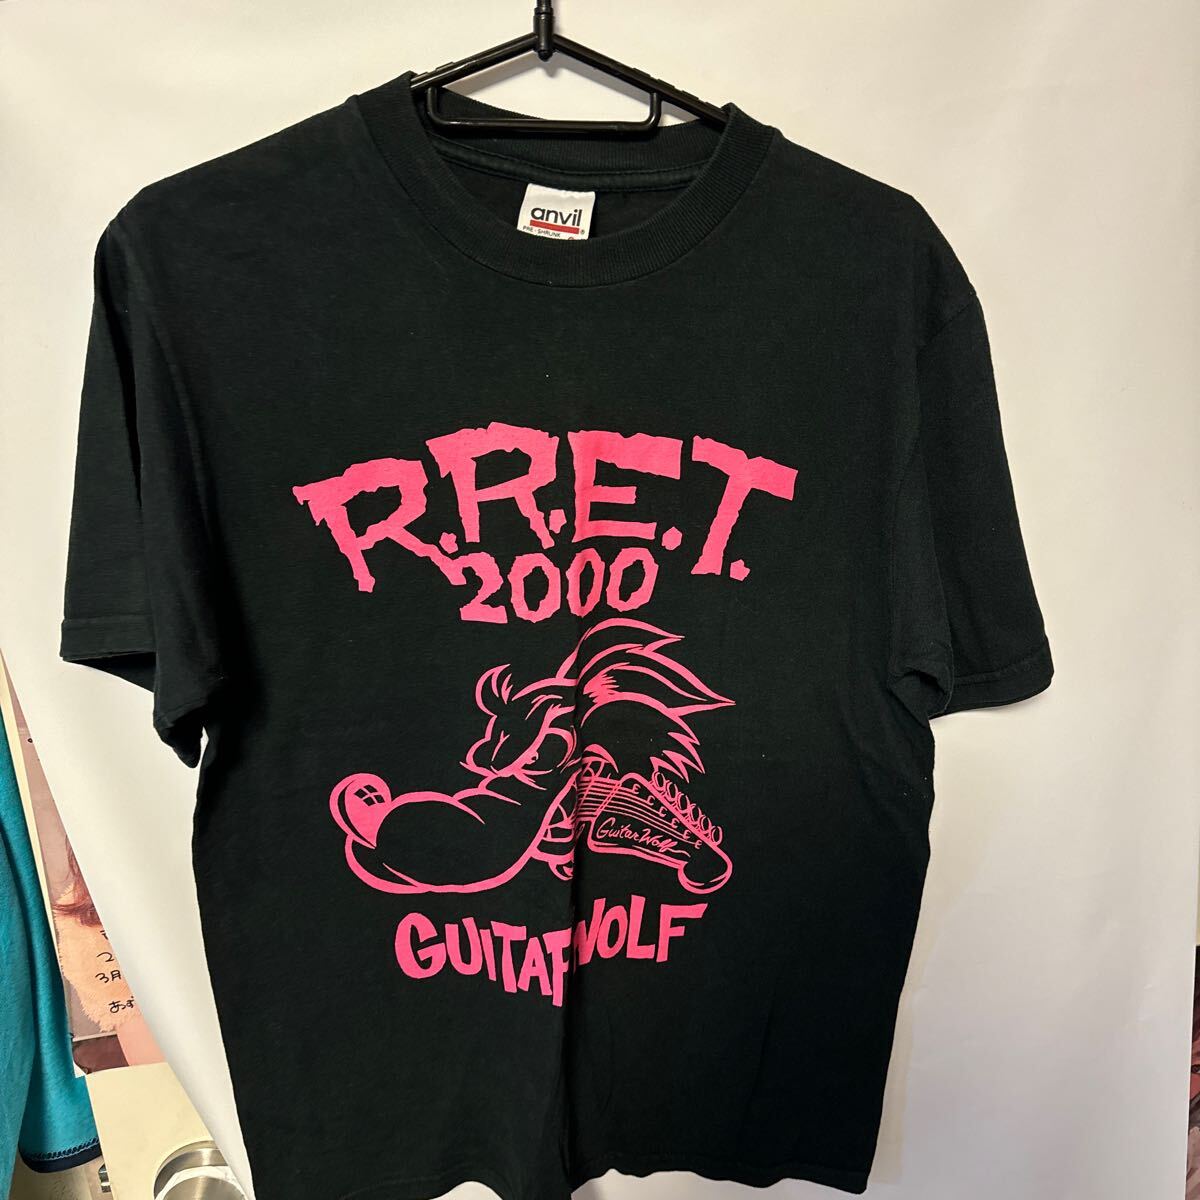 anvil
PRE-SHRUNK
R.R.E.T.
2000
Guitar Wolf
GUITAR WOLF
3月